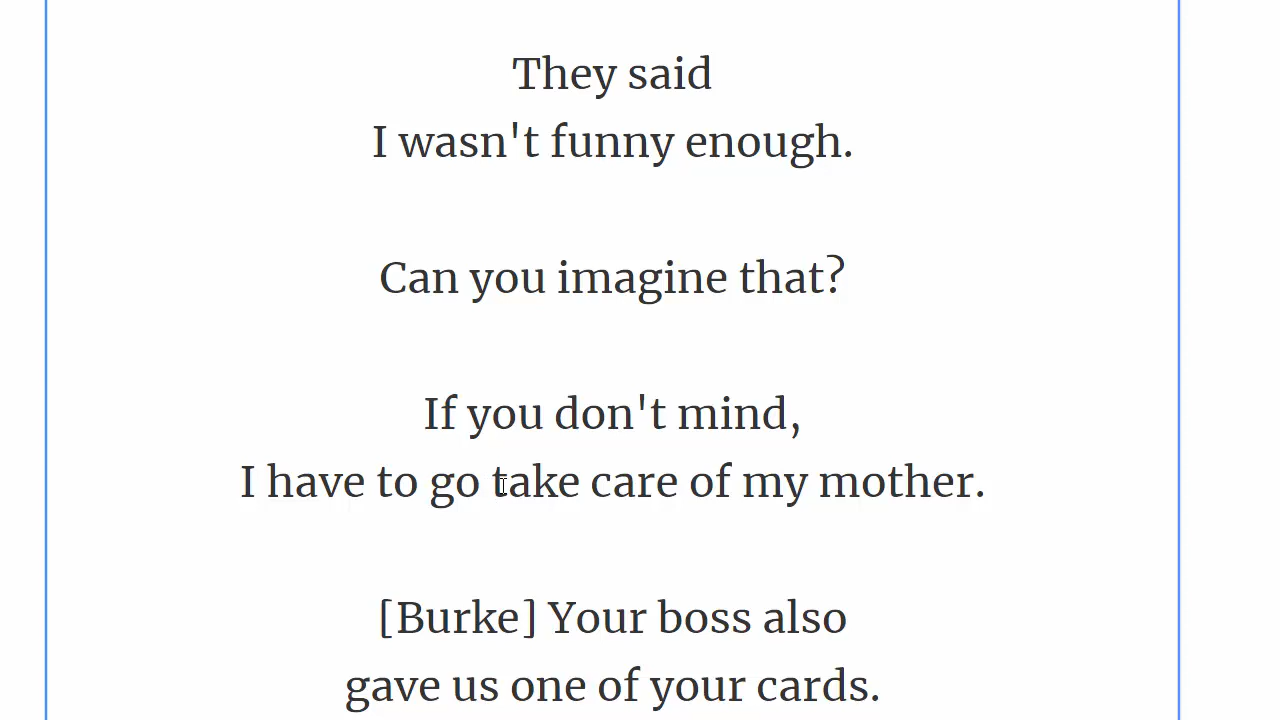 They said
I wasn't funny enough.
Can you imagine that?
If you don't mind,
I have to go take care of my mother.
[Burke] Your boss also
gave us one of your cards.